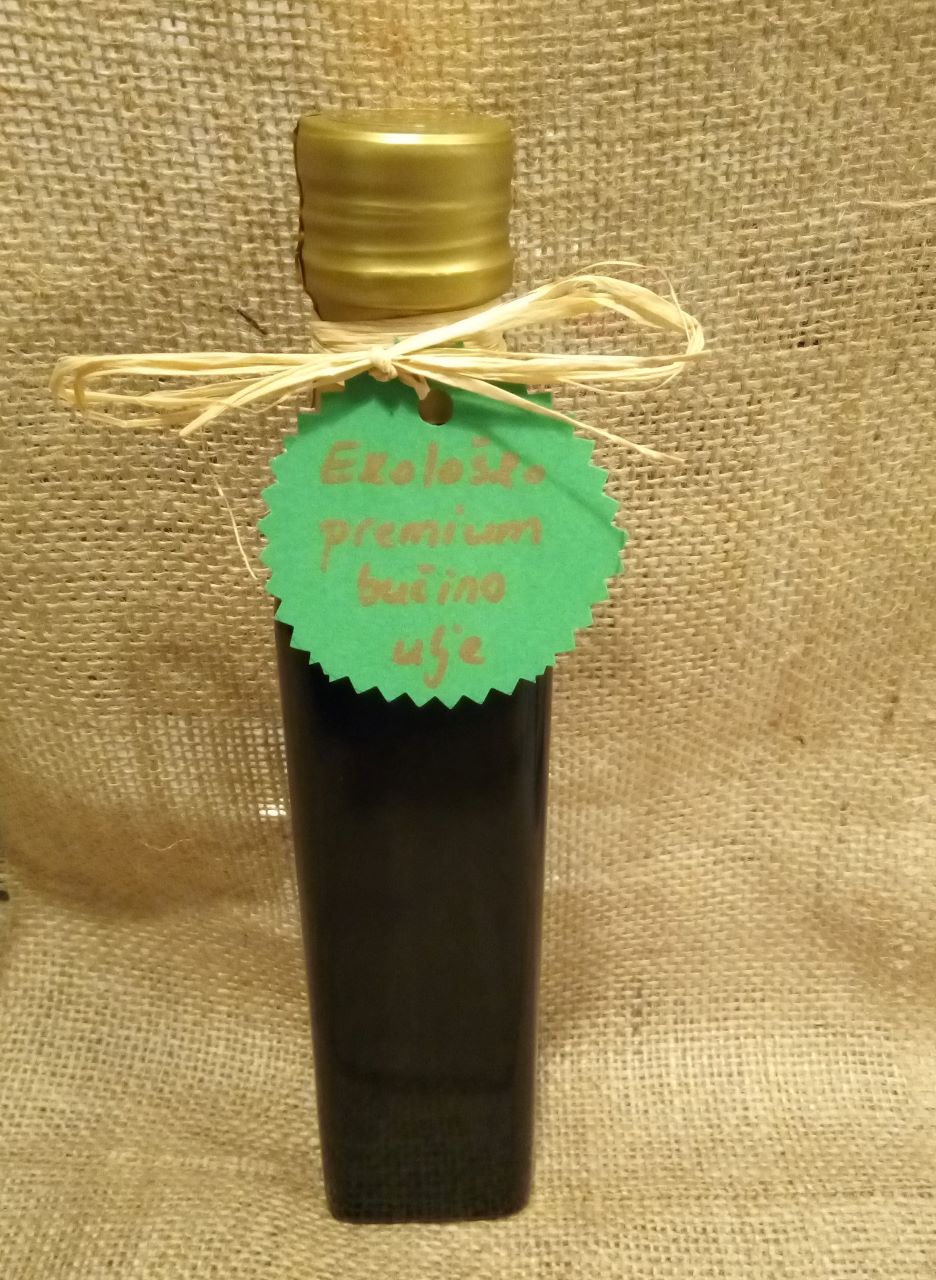 Ekološko
premium
bučino
ulje